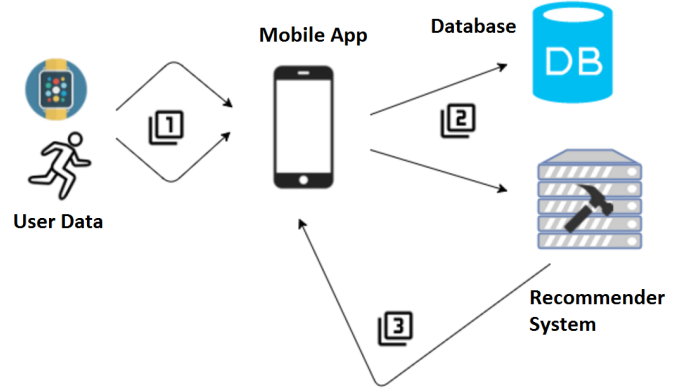 Mobile App
Database
DB
1
2
User Data
Recommender
System
3